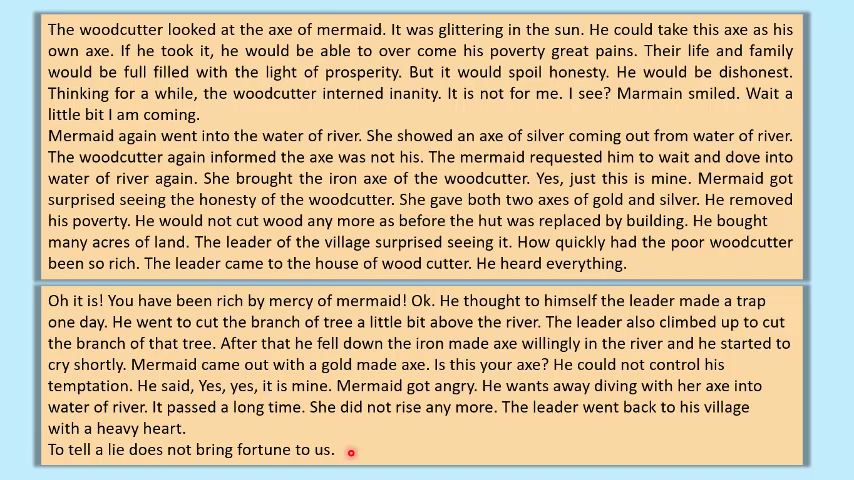 The woodcutter looked at the axe of mermaid. It was glittering in the sun. He could take this axe as his
own axe. If he took it, he would be able to over come his poverty great pains. Their life and family
would be full filled with the light of prosperity. But it would spoil honesty. He would be dishonest.
Thinking for a while, the woodcutter interned inanity. It is not for me. I see? Marmain smiled. Wait a
little bit I am coming.
Mermaid again went into the water of river. She showed an axe of silver coming out from water of river.
The woodcutter again informed the axe was not his. The mermaid requested him to wait and dove into
water of river again. She brought the iron axe of the woodcutter. Yes, just this is mine. Mermaid got
surprised seeing the honesty of the woodcutter. She gave both two axes of gold and silver. He removed
his poverty. He would not cut wood any more as before the hut was replaced by building. He bought
many acres of land. The leader of the village surprised seeing it. How quickly had the poor woodcutter
been so rich. The leader came to the house of wood cutter. He heard everything.
Oh it is! You have been rich by mercy of mermaid! Ok. He thought to himself the leader made a trap
one day. He went to cut the branch of tree a little bit above the river. The leader also climbed up to cut
the branch of that tree. After that he fell down the iron made axe willingly in the river and he started to
cry shortly. Mermaid came out with a gold made axe. Is this your axe? He could not control his
temptation. He said, Yes, yes, it is mine. Mermaid got angry. He wants away diving with her axe into
water of river. It passed a long time. She did not rise any more. The leader went back to his village
with a heavy heart.
To tell a lie does not bring fortune to us.